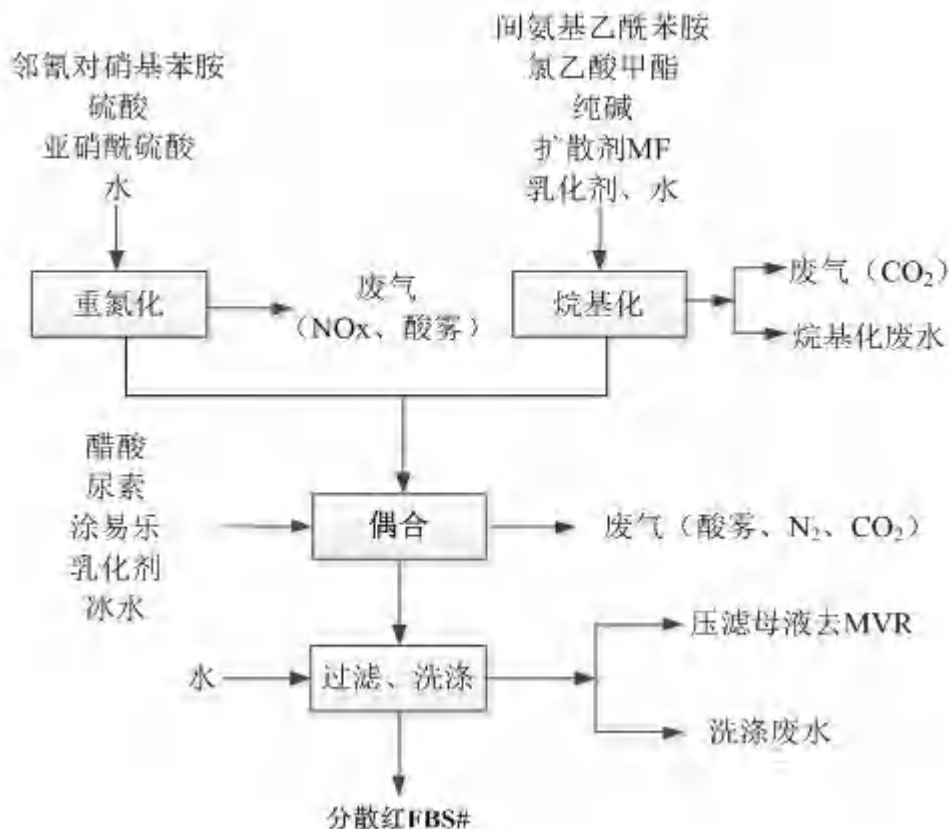 邻氰对硝基苯胺
硫酸
亚硝酰硫酸
水
间氨基乙酰苯胺
氯乙酸甲酯
纯碱
扩散剂MF
乳化剂、水
重氮化
废气
（NOx、酸雾）
烷基化
废气（CO₂）
烷基化废水
醋酸
尿素
涂易乐
乳化剂
冰水
偶合
废气（酸雾、N₂、CO₂）
水
过滤、洗涤
压滤母液去MVR
洗涤废水
分散红FBS#